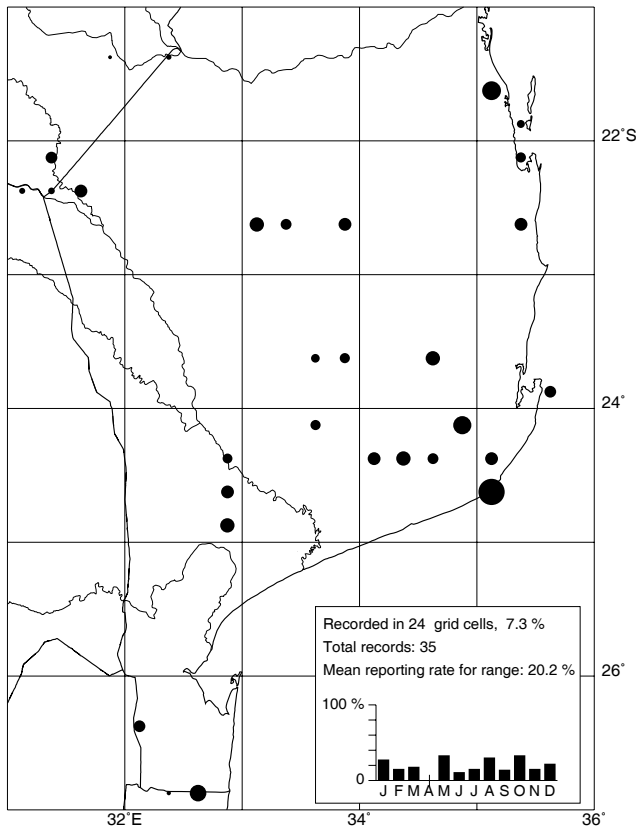 22˚S
24˚
Recorded in 24 grid cells, 7.3 %
Total records: 35
Mean reporting rate for range: 20.2 %
26˚
100 %
0
J F M A M J J A S O N D
32˚E
34˚
36˚